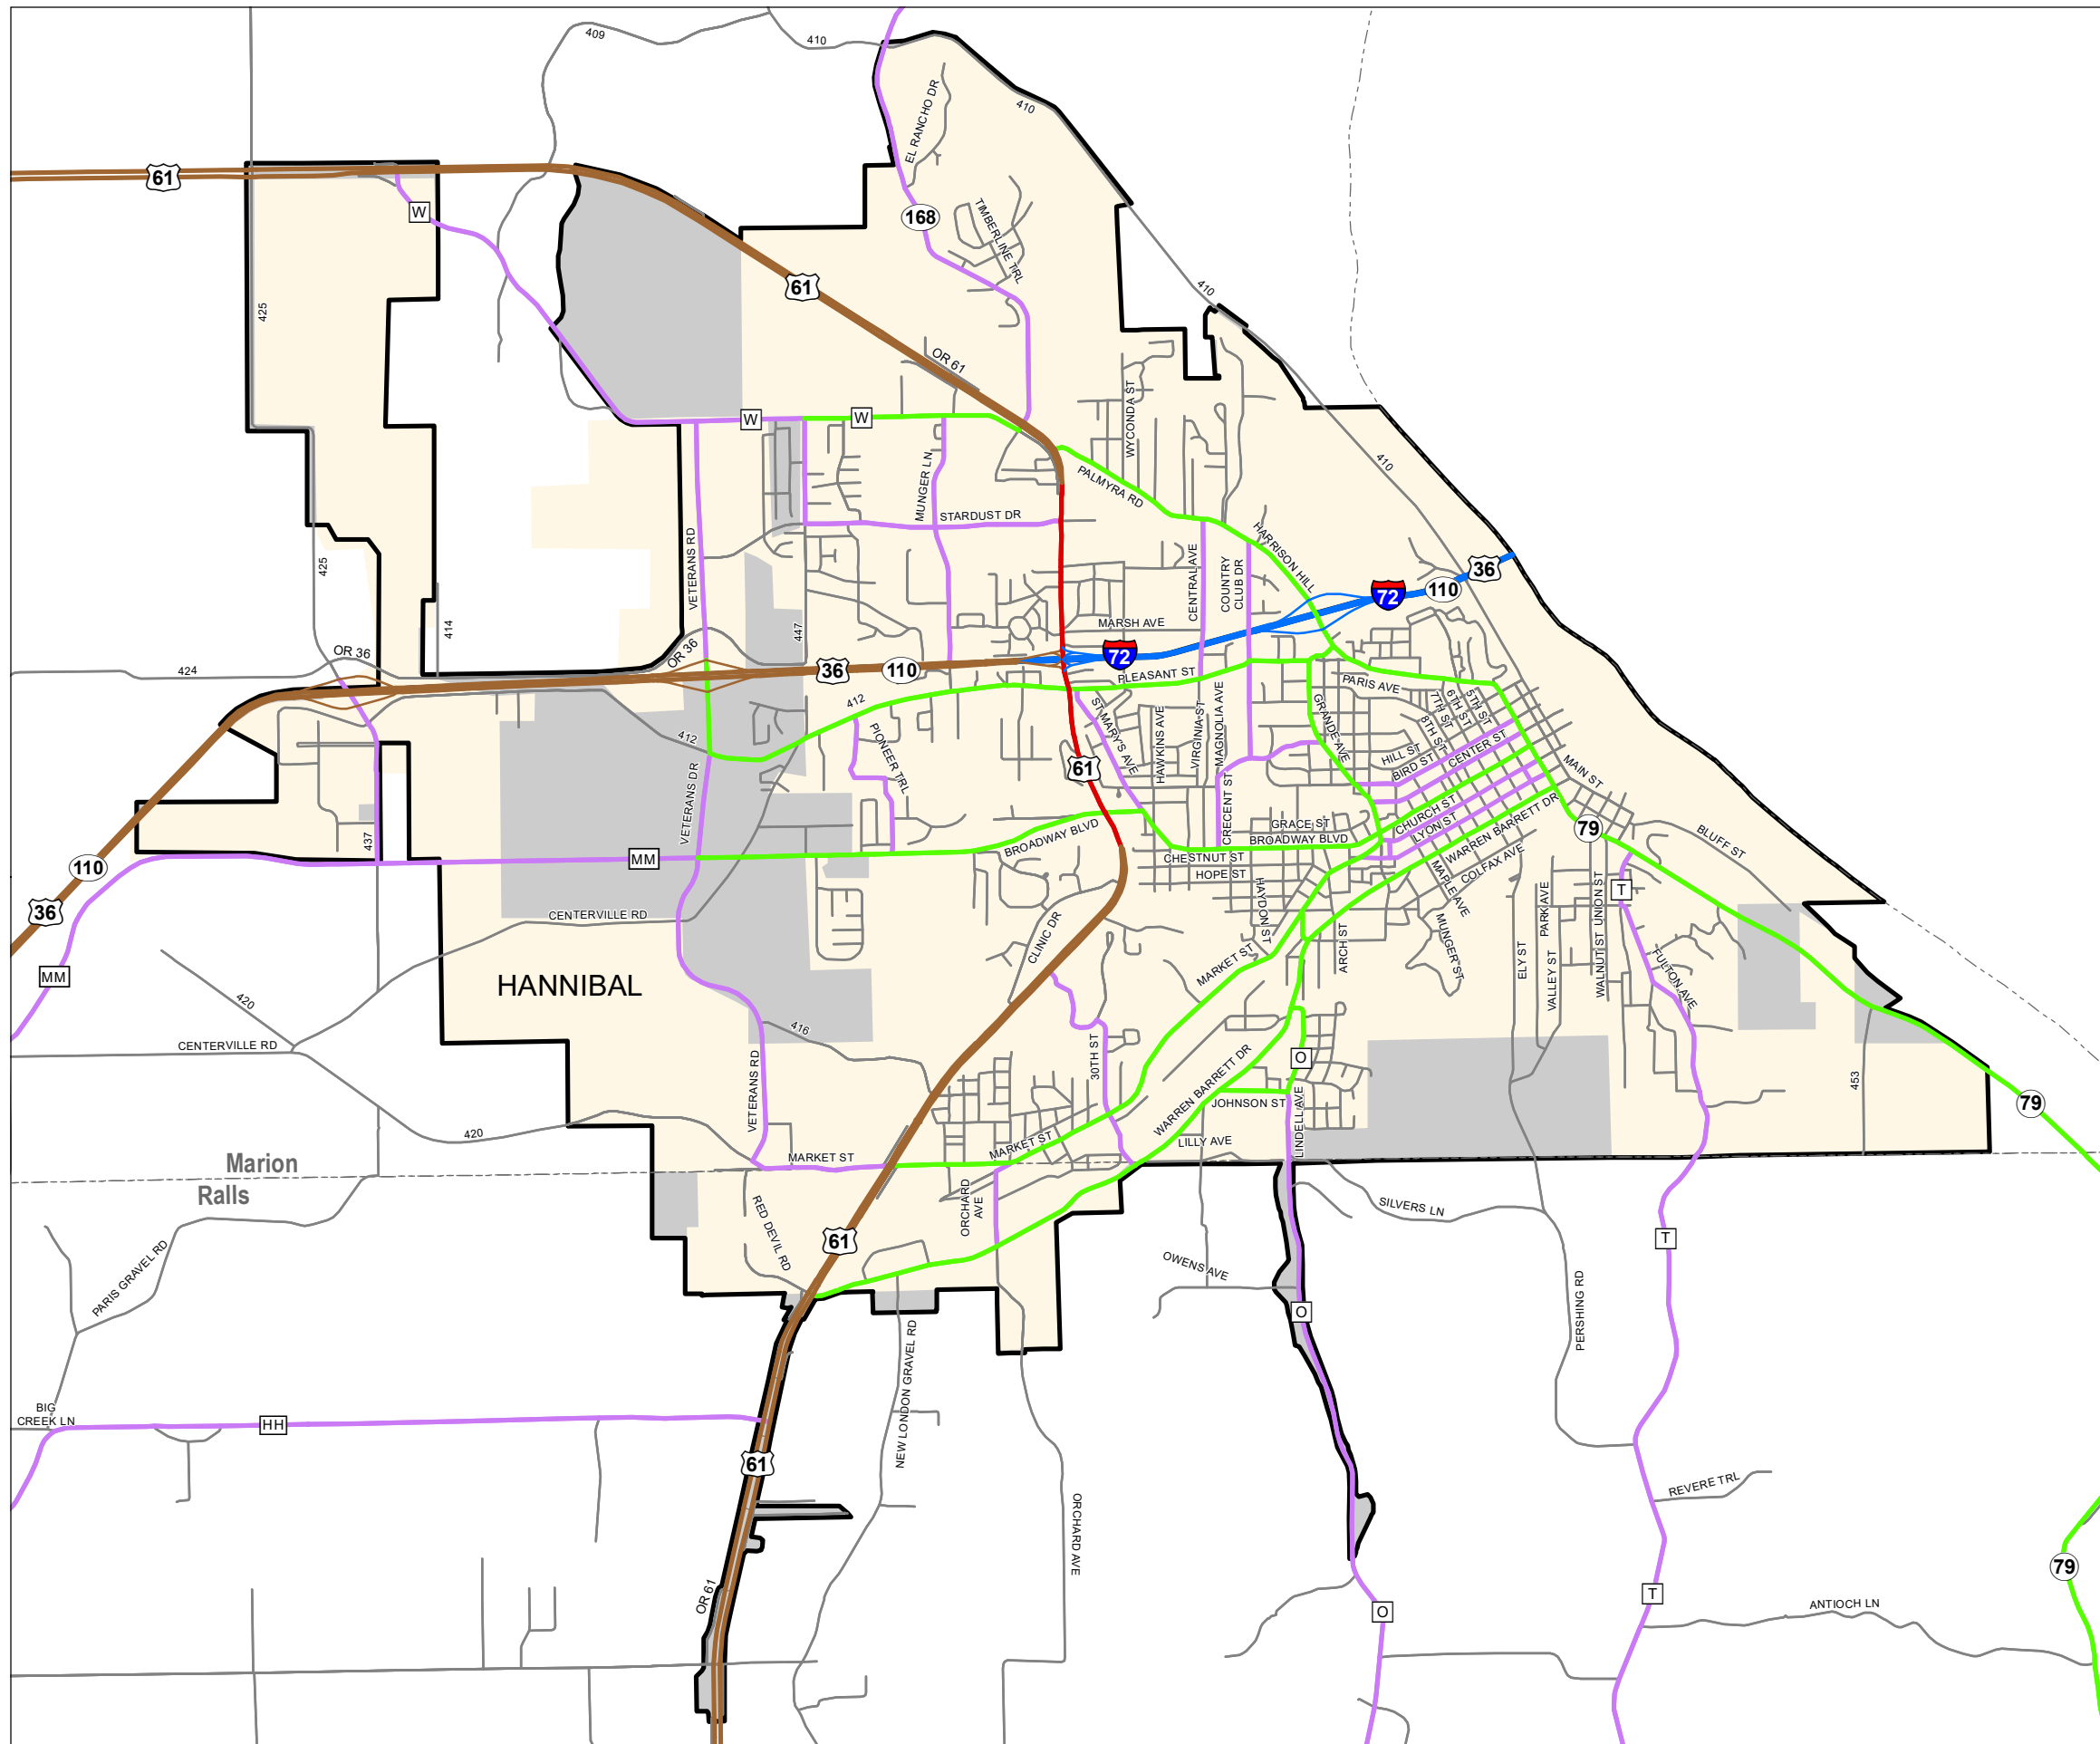 409
410
410
EL RANCHO DR
61
W
168
TIMBERLINE TRL
61
410
425
OR 61
WYCONDA ST
W
W
MUNGER LN
PALMYRA RD
410
STARDUST DR
HARRISON HILL
VETERANS RD
425
CENTRAL AVE
COUNTRY
CLUB DR
36
110
72
414
447
MARSH AVE
OR 36
OR 36
424
36
110
72
PLEASANT ST
PARIS AVE
7TH ST
6TH ST
5TH ST
412
412
PIONEER TRL
ST MARY'S AVE
HAWKINS AVE
VIRGINIA ST
MAGNOLIA AVE
GRANDE AVE
8TH ST
HILL ST
BIRD ST
CENTER ST
61
MAIN ST
VETERANS DR
CRECENT ST
437
BROADWAY BLVD
GRACE ST
BROADWAY BLVD
CHURCH ST
LYON ST
WARREN BARRETT DR
79
BLUFF ST
110
MM
CHESTNUT ST
HOPE ST
MAPLE AVE
COLFAX AVE
T
36
CENTERVILLE RD
HAYDON ST
PARK AVE
UNION ST
CLINIC DR
MARKET ST
ARCH ST
MUNGER ST
ELY ST
VALLEY ST
WALNUT ST
FULTON AVE
MM
HANNIBAL
420
416
CENTERVILLE RD
30TH ST
O
VETERANS RD
WARREN BARRETT DR
JOHNSON ST
LINDELL AVE
453
79
420
MARKET ST
MARKET ST
LILLY AVE
Marion
Ralls
RED DEVIL RD
ORCHARD
AVE
SILVERS LN
61
T
PARIS GRAVEL RD
OWENS AVE
O
PERSHING RD
NEW LONDON GRAVEL RD
BIG
CREEK LN
HH
61
REVERE TRL
ORCHARD AVE
79
OR 61
O
T
ANTIOCH LN